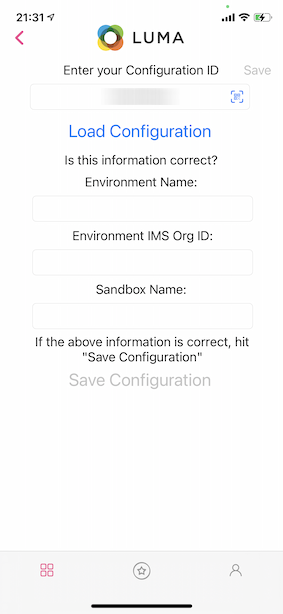 21:31
LUMA
Enter your Configuration ID
Save
Load Configuration
Is this information correct?
Environment Name:
Environment IMS Org ID:
Sandbox Name:
If the above information is correct, hit
"Save Configuration"
Save Configuration